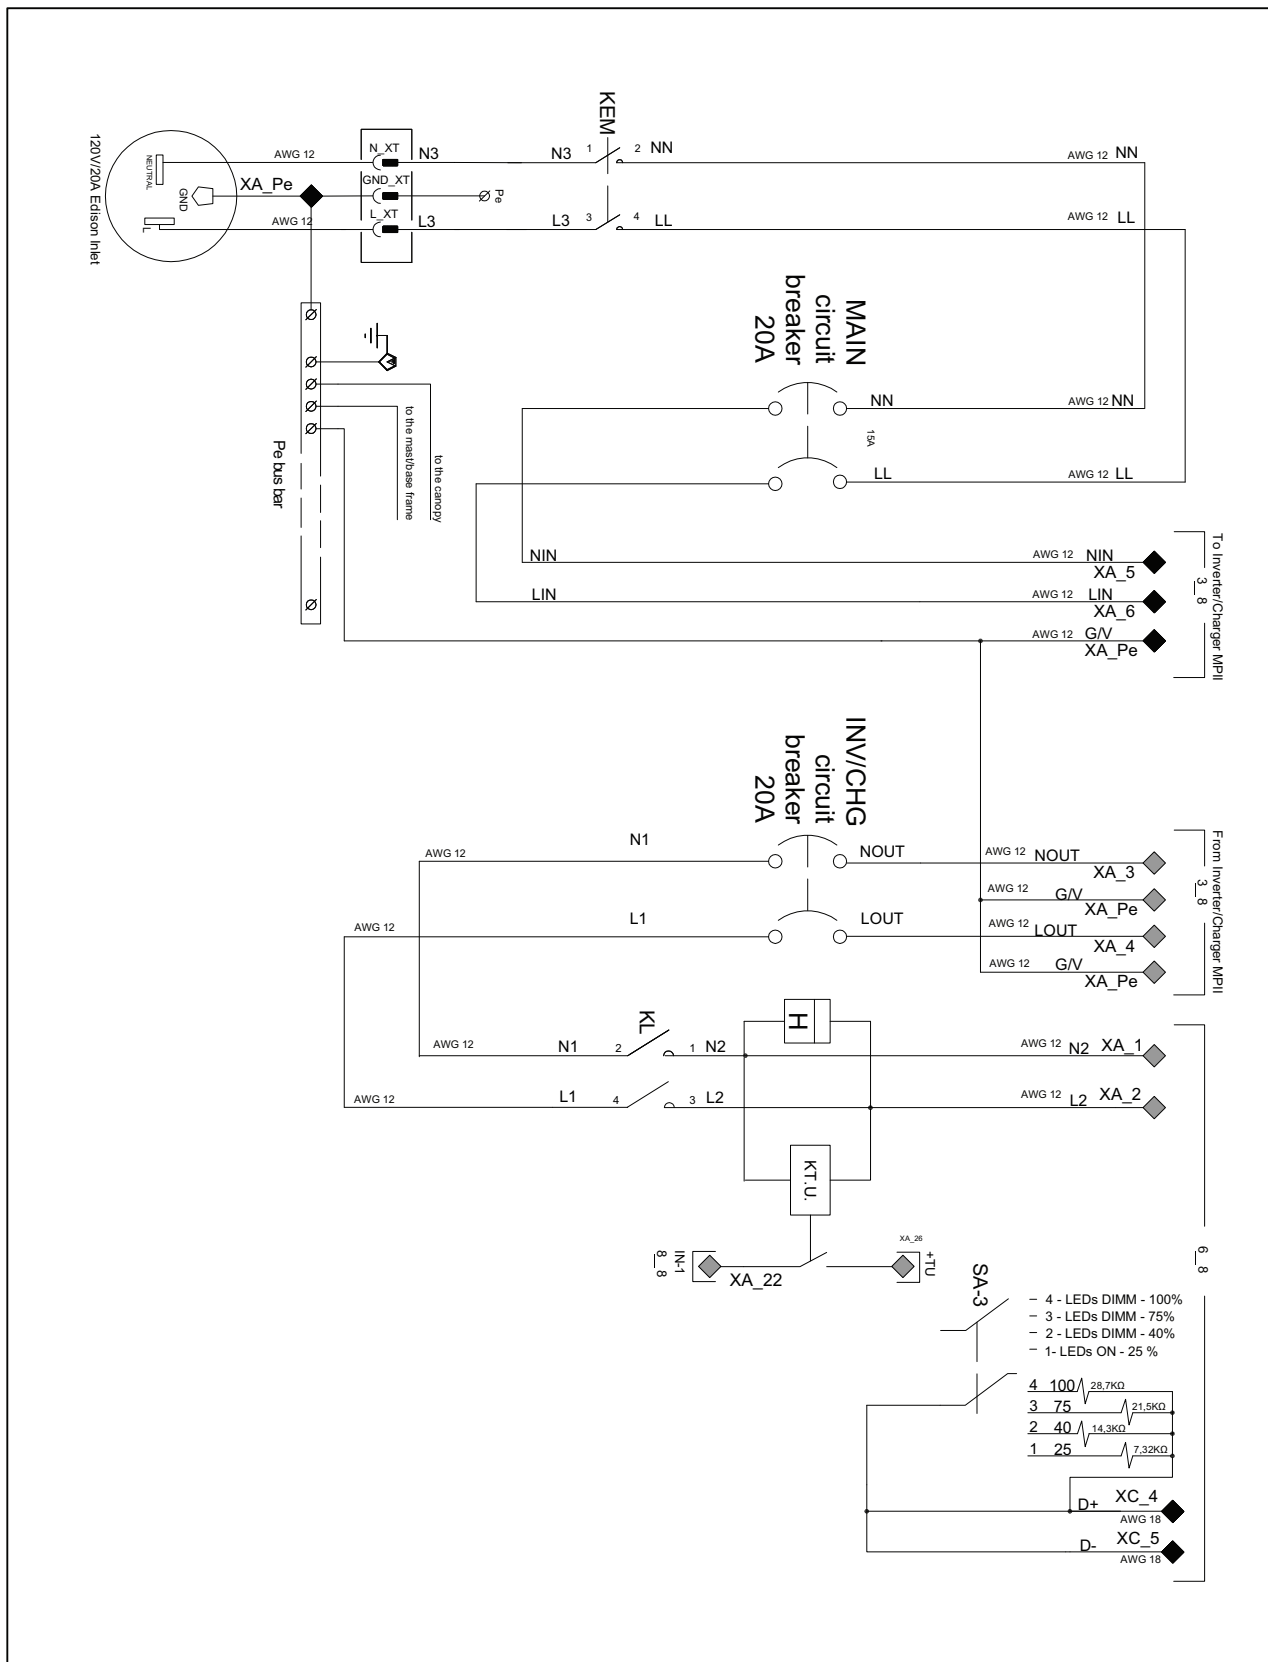 120V/20A Edison Inlet
NEUTRAL
GND
L
AWG 12
XA_Pe
AWG 12
N_XT
GND_XT
L_XT
N3
Pe
L3
N3
L3
KEM
1
2
NN
3
4
LL
AWG 12 NN
AWG 12 LL
MAIN
circuit
breaker
20A
15A
NN
LL
AWG 12 NN
AWG 12 LL
Pe bus bar
to the mast/base frame
to the canopy
NIN
LIN
AWG 12 NIN
XA_5
AWG 12 LIN
XA_6
AWG 12 G/V
XA_Pe
To Inverter/Charger MPII
3_8
INV/CHG
circuit
breaker
20A
N1
AWG 12
L1
AWG 12
NOUT
LOUT
AWG 12 NOUT
XA_3
AWG 12 G/V
XA_Pe
AWG 12 LOUT
XA_4
AWG 12 G/V
XA_Pe
From Inverter/Charger MPII
3_8
KL
AWG 12
N1
2
1
N2
AWG 12
L1
4
3
L2
H
KT.U.
AWG 12 N2 XA_1
AWG 12 L2 XA_2
6_8
IN-1
8_8
XA_22
XA_26
+TU
SA-3
– 4 - LEDs DIMM - 100%
– 3 - LEDs DIMM - 75%
– 2 - LEDs DIMM - 40%
– 1- LEDs ON - 25 %
4 100 28,7KΩ
3 75 21,5KΩ
2 40 14,3KΩ
1 25 7,32KΩ
D+ XC_4
AWG 18
D- XC_5
AWG 18